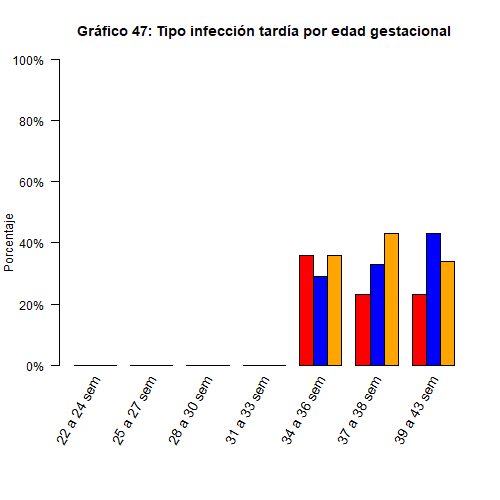 Gráfico 47: Tipo infección tardía por edad gestacional
Porcentaje
100%
80%
60%
40%
20%
0%
22 a 24 sem
25 a 27 sem
28 a 30 sem
31 a 33 sem
34 a 36 sem
37 a 38 sem
39 a 43 sem